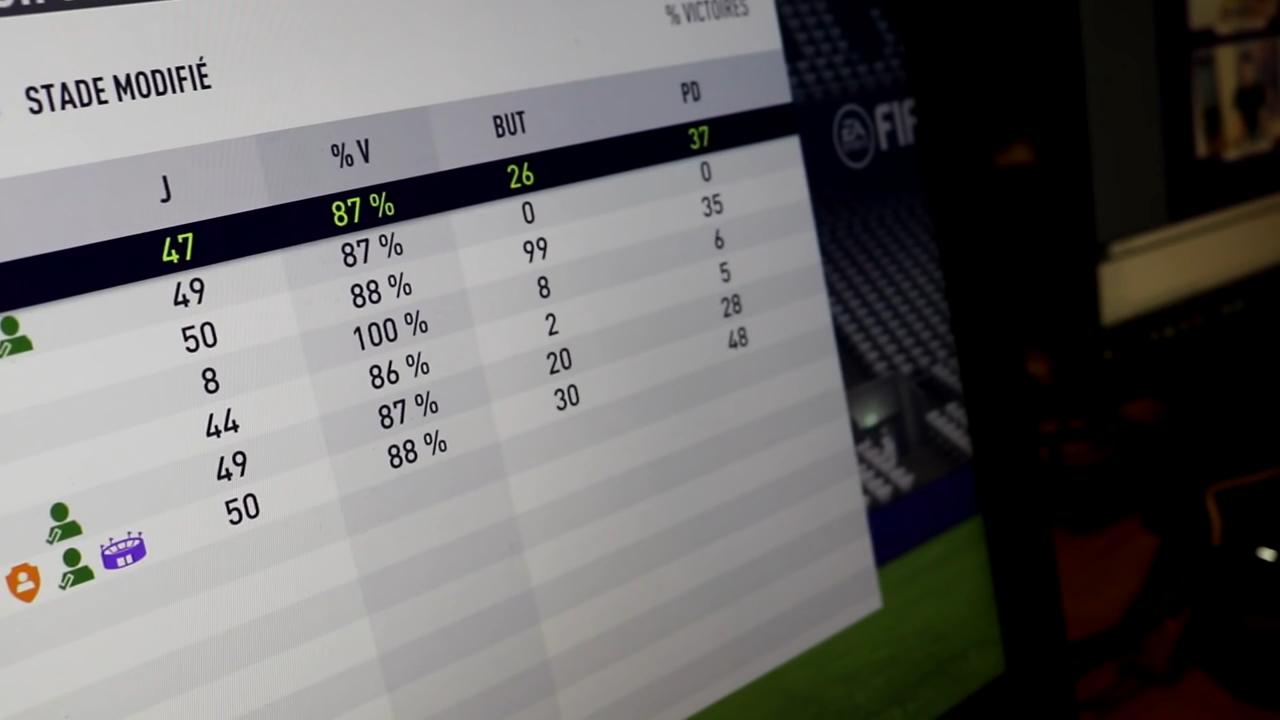 % VICTOIRES
STADE MODIFIÉ
J % V BUT PD
47 87 % 26 37
49 87 % 0 0
50 88 % 99 35
8 100 % 8 6
44 86 % 2 5
49 87 % 20 28
50 88 % 30 48
EA FIF